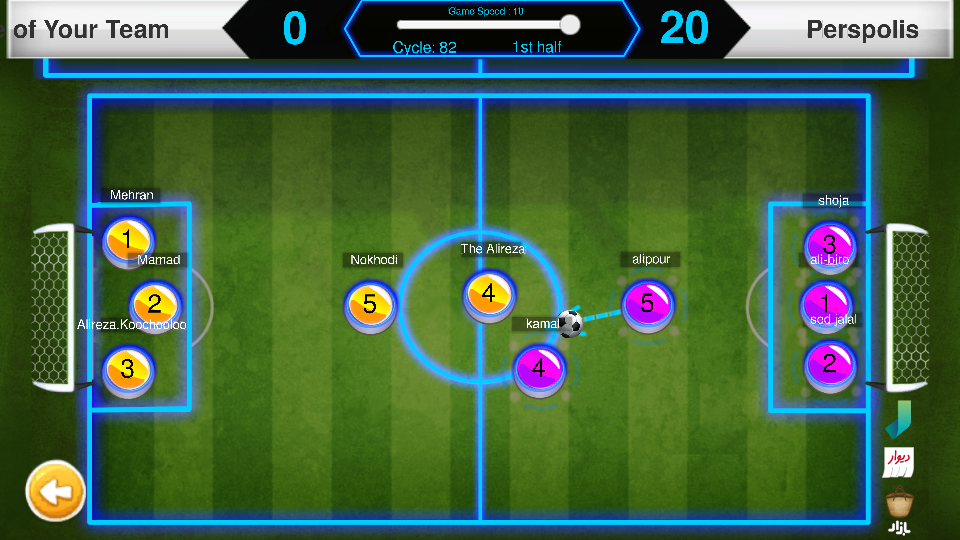 of Your Team
0
Game Speed : 10
Cycle: 82
1st half
20
Perspolis
Mehran
1
Mamad
2
Alireza.Koochooloo
3
Nokhodi
5
The Alireza
4
kamal
4
alipour
5
shoja
3
ali-biro
1
sed jalal
2
دیوار
بازار